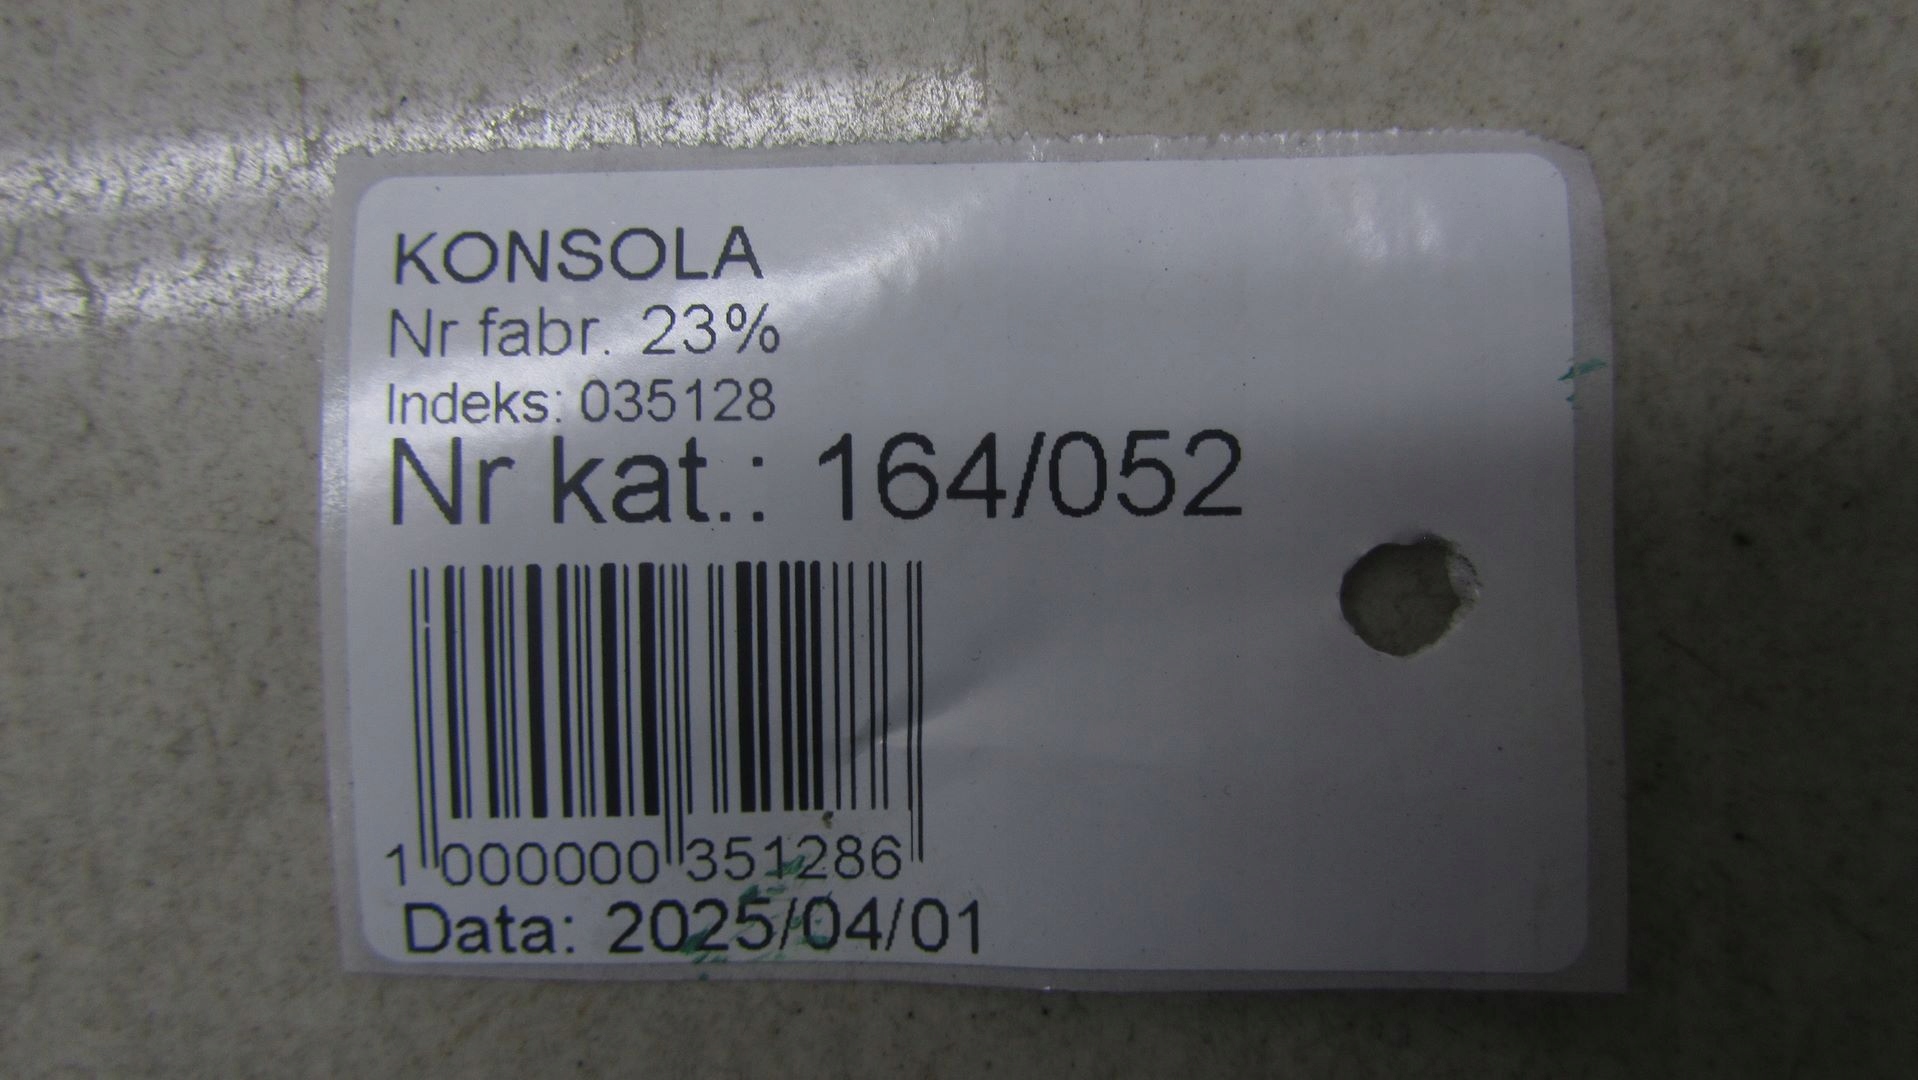 KONSOLA
Nr fabr. 23%
Indeks: 035128
Nr kat.: 164/052
1 000000 351286
Data: 2025/04/01